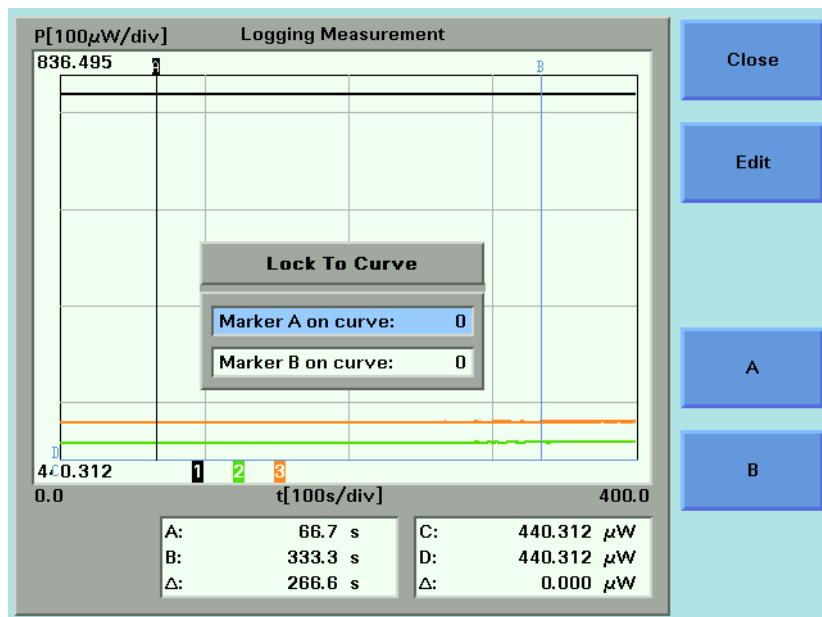 P[100µW/div] Logging Measurement
836.495 A B
Lock To Curve
Marker A on curve: 0
Marker B on curve: 0
D
C
440.312 1 2 3
0.0 t[100s/div] 400.0
A: 66.7 s
B: 333.3 s
Δ: 266.6 s
C: 440.312 µW
D: 440.312 µW
Δ: 0.000 µW
Close
Edit
A
B